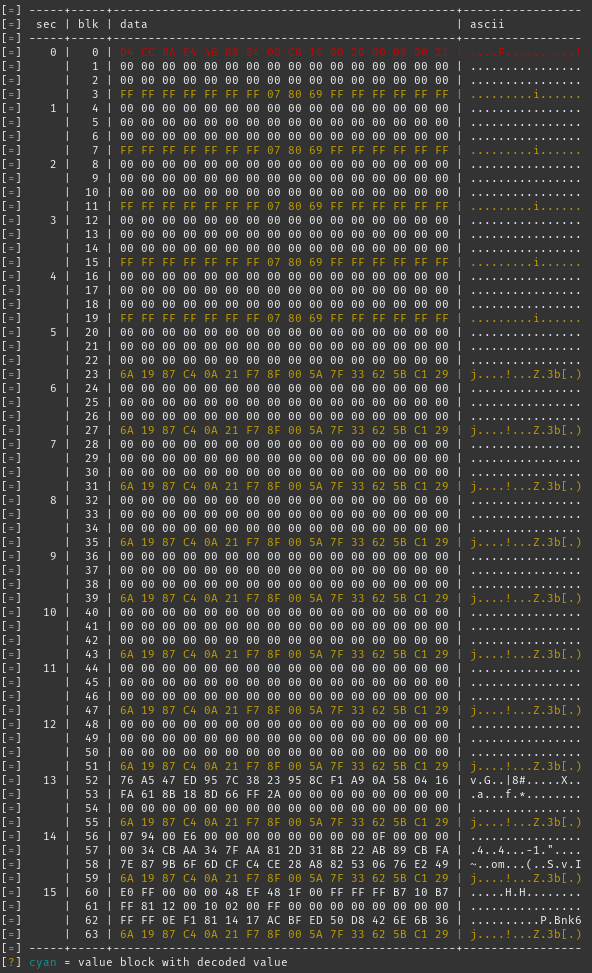 [=] -----+-----+-------------------------------------------------+-----------------
[=]  sec | blk | data                                            | ascii
[=] -----+-----+-------------------------------------------------+-----------------
[=]    0 |   0 | 00 00 00 21 |
[=]      |   1 | 00 00 00 00 00 00 00 00 00 00 00 00 00 00 00 00 | ................
[=]      |   2 | 00 00 00 00 00 00 00 00 00 00 00 00 00 00 00 00 | ................
[=]      |   3 | FF FF FF FF FF FF FF 07 80 69 FF FF FF FF FF FF | .........i......
[=]    1 |   4 | 00 00 00 00 00 00 00 00 00 00 00 00 00 00 00 00 | ................
[=]      |   5 | 00 00 00 00 00 00 00 00 00 00 00 00 00 00 00 00 | ................
[=]      |   6 | 00 00 00 00 00 00 00 00 00 00 00 00 00 00 00 00 | ................
[=]      |   7 | FF FF FF FF FF FF FF 07 80 69 FF FF FF FF FF FF | .........i......
[=]    2 |   8 | 00 00 00 00 00 00 00 00 00 00 00 00 00 00 00 00 | ................
[=]      |   9 | 00 00 00 00 00 00 00 00 00 00 00 00 00 00 00 00 | ................
[=]      |  10 | 00 00 00 00 00 00 00 00 00 00 00 00 00 00 00 00 | ................
[=]      |  11 | FF FF FF FF FF FF FF 07 80 69 FF FF FF FF FF FF | .........i......
[=]    3 |  12 | 00 00 00 00 00 00 00 00 00 00 00 00 00 00 00 00 | ................
[=]      |  13 | 00 00 00 00 00 00 00 00 00 00 00 00 00 00 00 00 | ................
[=]      |  14 | 00 00 00 00 00 00 00 00 00 00 00 00 00 00 00 00 | ................
[=]      |  15 | FF FF FF FF FF FF FF 07 80 69 FF FF FF FF FF FF | .........i......
[=]    4 |  16 | 00 00 00 00 00 00 00 00 00 00 00 00 00 00 00 00 | ................
[=]      |  17 | 00 00 00 00 00 00 00 00 00 00 00 00 00 00 00 00 | ................
[=]      |  18 | 00 00 00 00 00 00 00 00 00 00 00 00 00 00 00 00 | ................
[=]      |  19 | FF FF FF FF FF FF FF 07 80 69 FF FF FF FF FF FF | .........i......
[=]    5 |  20 | 00 00 00 00 00 00 00 00 00 00 00 00 00 00 00 00 | ................
[=]      |  21 | 00 00 00 00 00 00 00 00 00 00 00 00 00 00 00 00 | ................
[=]      |  22 | 00 00 00 00 00 00 00 00 00 00 00 00 00 00 00 00 | ................
[=]      |  23 | 6A 19 87 C4 0A 21 F7 8F 00 5A 7F 33 62 5B C1 29 | j....!...Z.3b[.)
[=]    6 |  24 | 00 00 00 00 00 00 00 00 00 00 00 00 00 00 00 00 | ................
[=]      |  25 | 00 00 00 00 00 00 00 00 00 00 00 00 00 00 00 00 | ................
[=]      |  26 | 00 00 00 00 00 00 00 00 00 00 00 00 00 00 00 00 | ................
[=]      |  27 | 6A 19 87 C4 0A 21 F7 8F 00 5A 7F 33 62 5B C1 29 | j....!...Z.3b[.)
[=]    7 |  28 | 00 00 00 00 00 00 00 00 00 00 00 00 00 00 00 00 | ................
[=]      |  29 | 00 00 00 00 00 00 00 00 00 00 00 00 00 00 00 00 | ................
[=]      |  30 | 00 00 00 00 00 00 00 00 00 00 00 00 00 00 00 00 | ................
[=]      |  31 | 6A 19 87 C4 0A 21 F7 8F 00 5A 7F 33 62 5B C1 29 | j....!...Z.3b[.)
[=]    8 |  32 | 00 00 00 00 00 00 00 00 00 00 00 00 00 00 00 00 | ................
[=]      |  33 | 00 00 00 00 00 00 00 00 00 00 00 00 00 00 00 00 | ................
[=]      |  34 | 00 00 00 00 00 00 00 00 00 00 00 00 00 00 00 00 | ................
[=]      |  35 | 6A 19 87 C4 0A 21 F7 8F 00 5A 7F 33 62 5B C1 29 | j....!...Z.3b[.)
[=]    9 |  36 | 00 00 00 00 00 00 00 00 00 00 00 00 00 00 00 00 | ................
[=]      |  37 | 00 00 00 00 00 00 00 00 00 00 00 00 00 00 00 00 | ................
[=]      |  38 | 00 00 00 00 00 00 00 00 00 00 00 00 00 00 00 00 | ................
[=]      |  39 | 6A 19 87 C4 0A 21 F7 8F 00 5A 7F 33 62 5B C1 29 | j....!...Z.3b[.)
[=]   10 |  40 | 00 00 00 00 00 00 00 00 00 00 00 00 00 00 00 00 | ................
[=]      |  41 | 00 00 00 00 00 00 00 00 00 00 00 00 00 00 00 00 | ................
[=]      |  42 | 00 00 00 00 00 00 00 00 00 00 00 00 00 00 00 00 | ................
[=]      |  43 | 6A 19 87 C4 0A 21 F7 8F 00 5A 7F 33 62 5B C1 29 | j....!...Z.3b[.)
[=]   11 |  44 | 00 00 00 00 00 00 00 00 00 00 00 00 00 00 00 00 | ................
[=]      |  45 | 00 00 00 00 00 00 00 00 00 00 00 00 00 00 00 00 | ................
[=]      |  46 | 00 00 00 00 00 00 00 00 00 00 00 00 00 00 00 00 | ................
[=]      |  47 | 6A 19 87 C4 0A 21 F7 8F 00 5A 7F 33 62 5B C1 29 | j....!...Z.3b[.)
[=]   12 |  48 | 00 00 00 00 00 00 00 00 00 00 00 00 00 00 00 00 | ................
[=]      |  49 | 00 00 00 00 00 00 00 00 00 00 00 00 00 00 00 00 | ................
[=]      |  50 | 00 00 00 00 00 00 00 00 00 00 00 00 00 00 00 00 | ................
[=]      |  51 | 6A 19 87 C4 0A 21 F7 8F 00 5A 7F 33 62 5B C1 29 | j....!...Z.3b[.)
[=]   13 |  52 | 76 A5 47 ED 95 7C 38 23 95 8C F1 A9 0A 58 04 16 | v.G..|8#.....X..
[=]      |  53 | FA 61 8B 18 8D 66 FF 2A 00 00 00 00 00 00 00 00 | .a...f.*........
[=]      |  54 | 00 00 00 00 00 00 00 00 00 00 00 00 00 00 00 00 | ................
[=]      |  55 | 6A 19 87 C4 0A 21 F7 8F 00 5A 7F 33 62 5B C1 29 | j....!...Z.3b[.)
[=]   14 |  56 | 07 94 00 E6 00 00 00 00 00 00 00 00 0F 00 00 00 | ................
[=]      |  57 | 00 34 CB AA 34 7F AA 81 2D 31 8B 22 AB 89 CB FA | .4..4...-1."....
[=]      |  58 | 7E 87 9B 6F 6D CF C4 CE 28 A8 82 53 06 76 E2 49 | ~..om...(..S.v.I
[=]      |  59 | 6A 19 87 C4 0A 21 F7 8F 00 5A 7F 33 62 5B C1 29 | j....!...Z.3b[.)
[=]   15 |  60 | E0 FF 00 00 00 48 EF 48 1F 00 FF FF FF B7 10 B7 | .....H.H........
[=]      |  61 | FF 81 12 00 10 02 00 FF 00 00 00 00 00 00 00 00 | ................
[=]      |  62 | FF FF 0E F1 81 14 17 AC BF ED 50 D8 42 6E 6B 36 | ..........P.Bnk6
[=]      |  63 | 6A 19 87 C4 0A 21 F7 8F 00 5A 7F 33 62 5B C1 29 | j....!...Z.3b[.)
[=] -----+-----+-------------------------------------------------+-----------------
[?] cyan = value block with decoded value